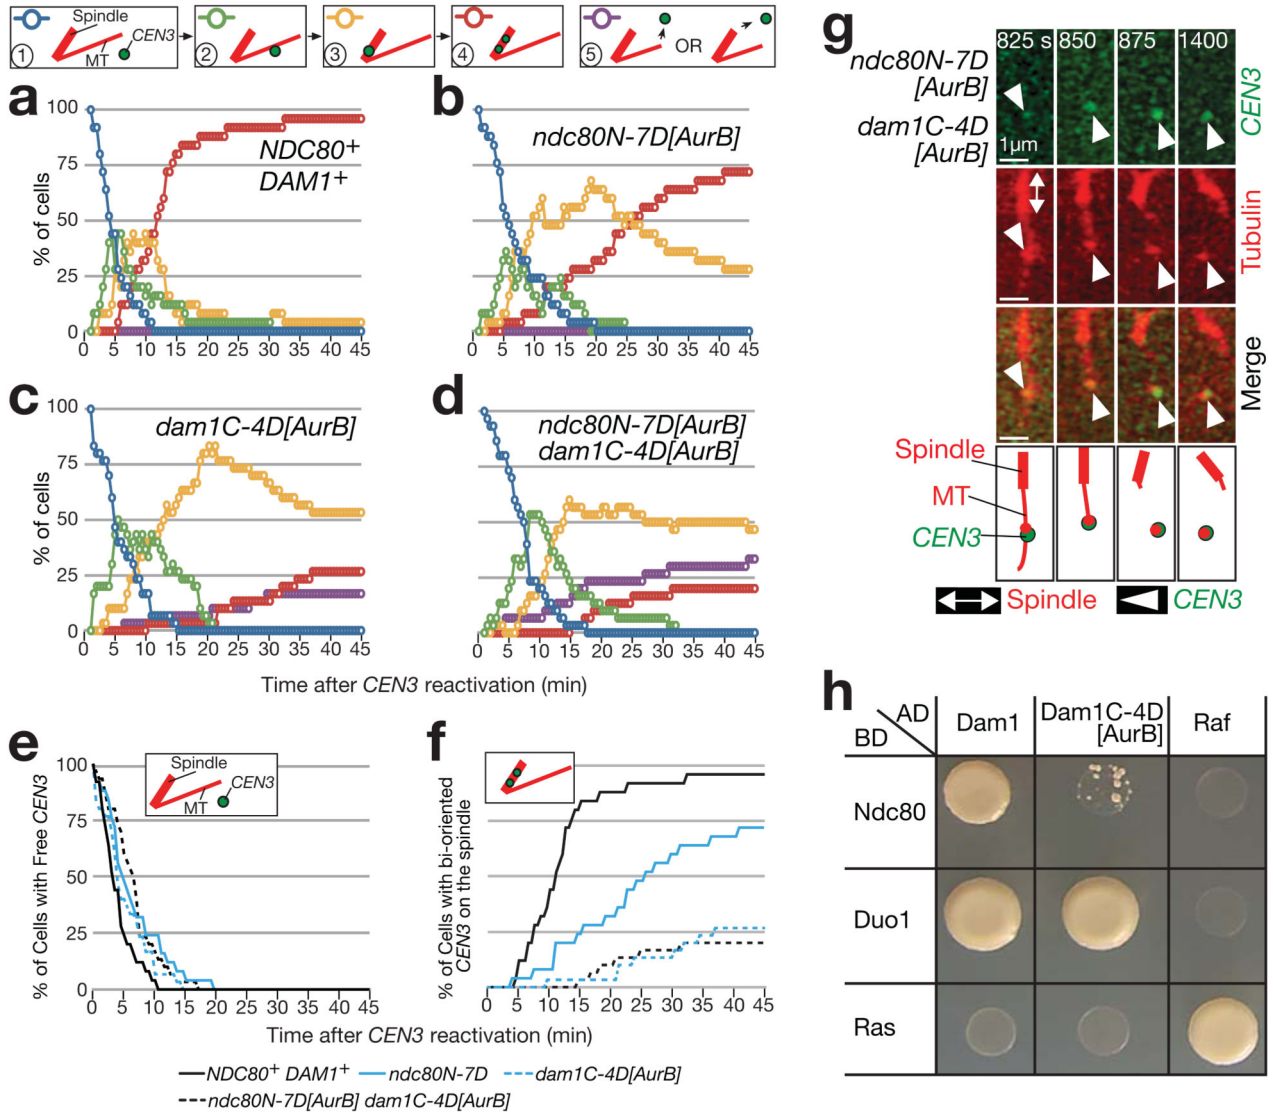 Spindle
CEN3
MT
1
2
3
4
5
OR
a
100
75
50
25
0
% of cells
NDC80+
DAM1+
0 5 10 15 20 25 30 35 45
b
ndc80N-7D[AurB]
0 5 10 15 20 25 30 35 40 45
c
100
75
50
25
0
% of cells
dam1C-4D[AurB]
0 5 10 15 20 25 30 35 40 45
d
ndc80N-7D[AurB]
dam1C-4D[AurB]
0 5 10 15 20 25 30 35 40 45
Time after CEN3 reactivation (min)
e
100
75
50
25
0
% of Cells with Free CEN3
Spindle
CEN3
MT
0 5 10 15 20 25 30 35 40 45
f
% of Cells with bi-oriented
CEN3 on the spindle
0 5 10 15 20 25 30 35 40 45
Time after CEN3 reactivation (min)
NDC80+ DAM1+
ndc80N-7D
dam1C-4D[AurB]
ndc80N-7D[AurB] dam1C-4D[AurB]
g
ndc80N-7D
[AurB]
dam1C-4D
[AurB]
825 s 850 875 1400
1µm
CEN3
Tubulin
Merge
Spindle
MT
CEN3
Spindle
CEN3
h
AD
BD
Dam1
Dam1C-4D
[AurB]
Raf
Ndc80
Duo1
Ras